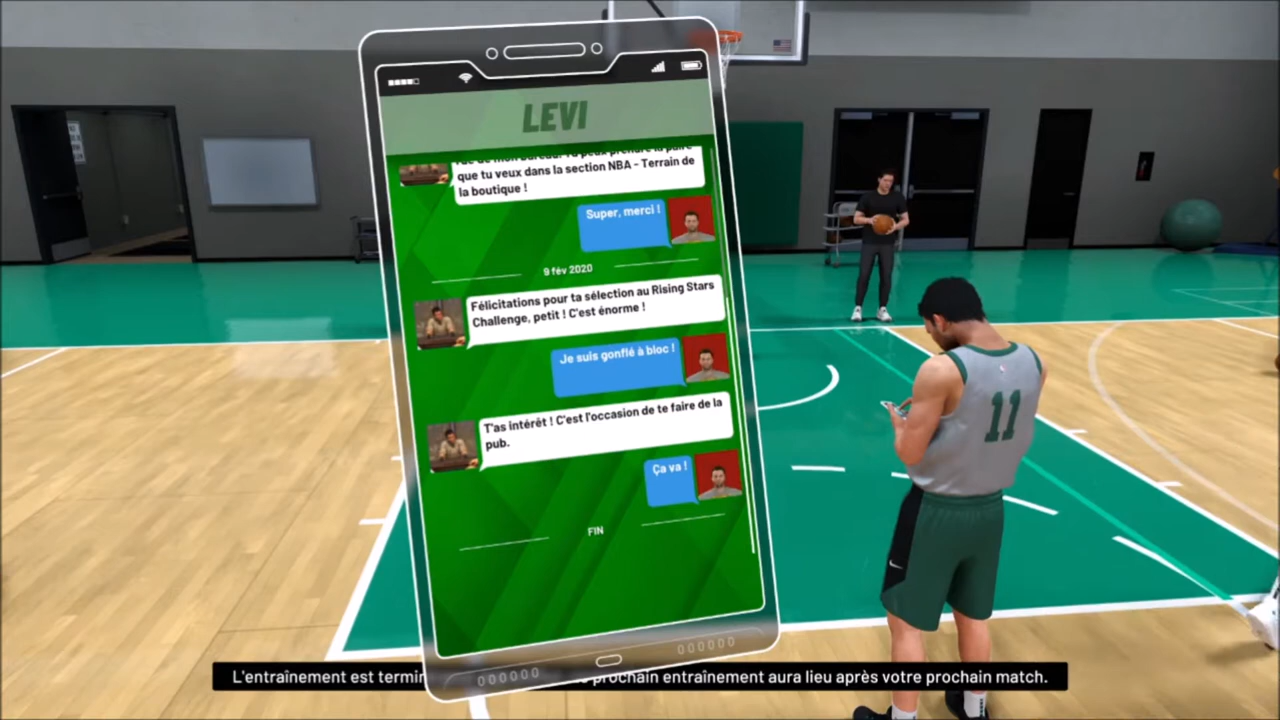 LEVI
que tu veux dans la section NBA - Terrain de
la boutique !
Super, merci !
9 fév 2020
Félicitations pour ta sélection au Rising Stars
Challenge, petit ! C'est énorme !
Je suis gonflé à bloc !
T'as intérêt ! C'est l'occasion de te faire de la
pub.
Ça va !
FIN
11
L'entraînement est termin prochain entraînement aura lieu après votre prochain match.